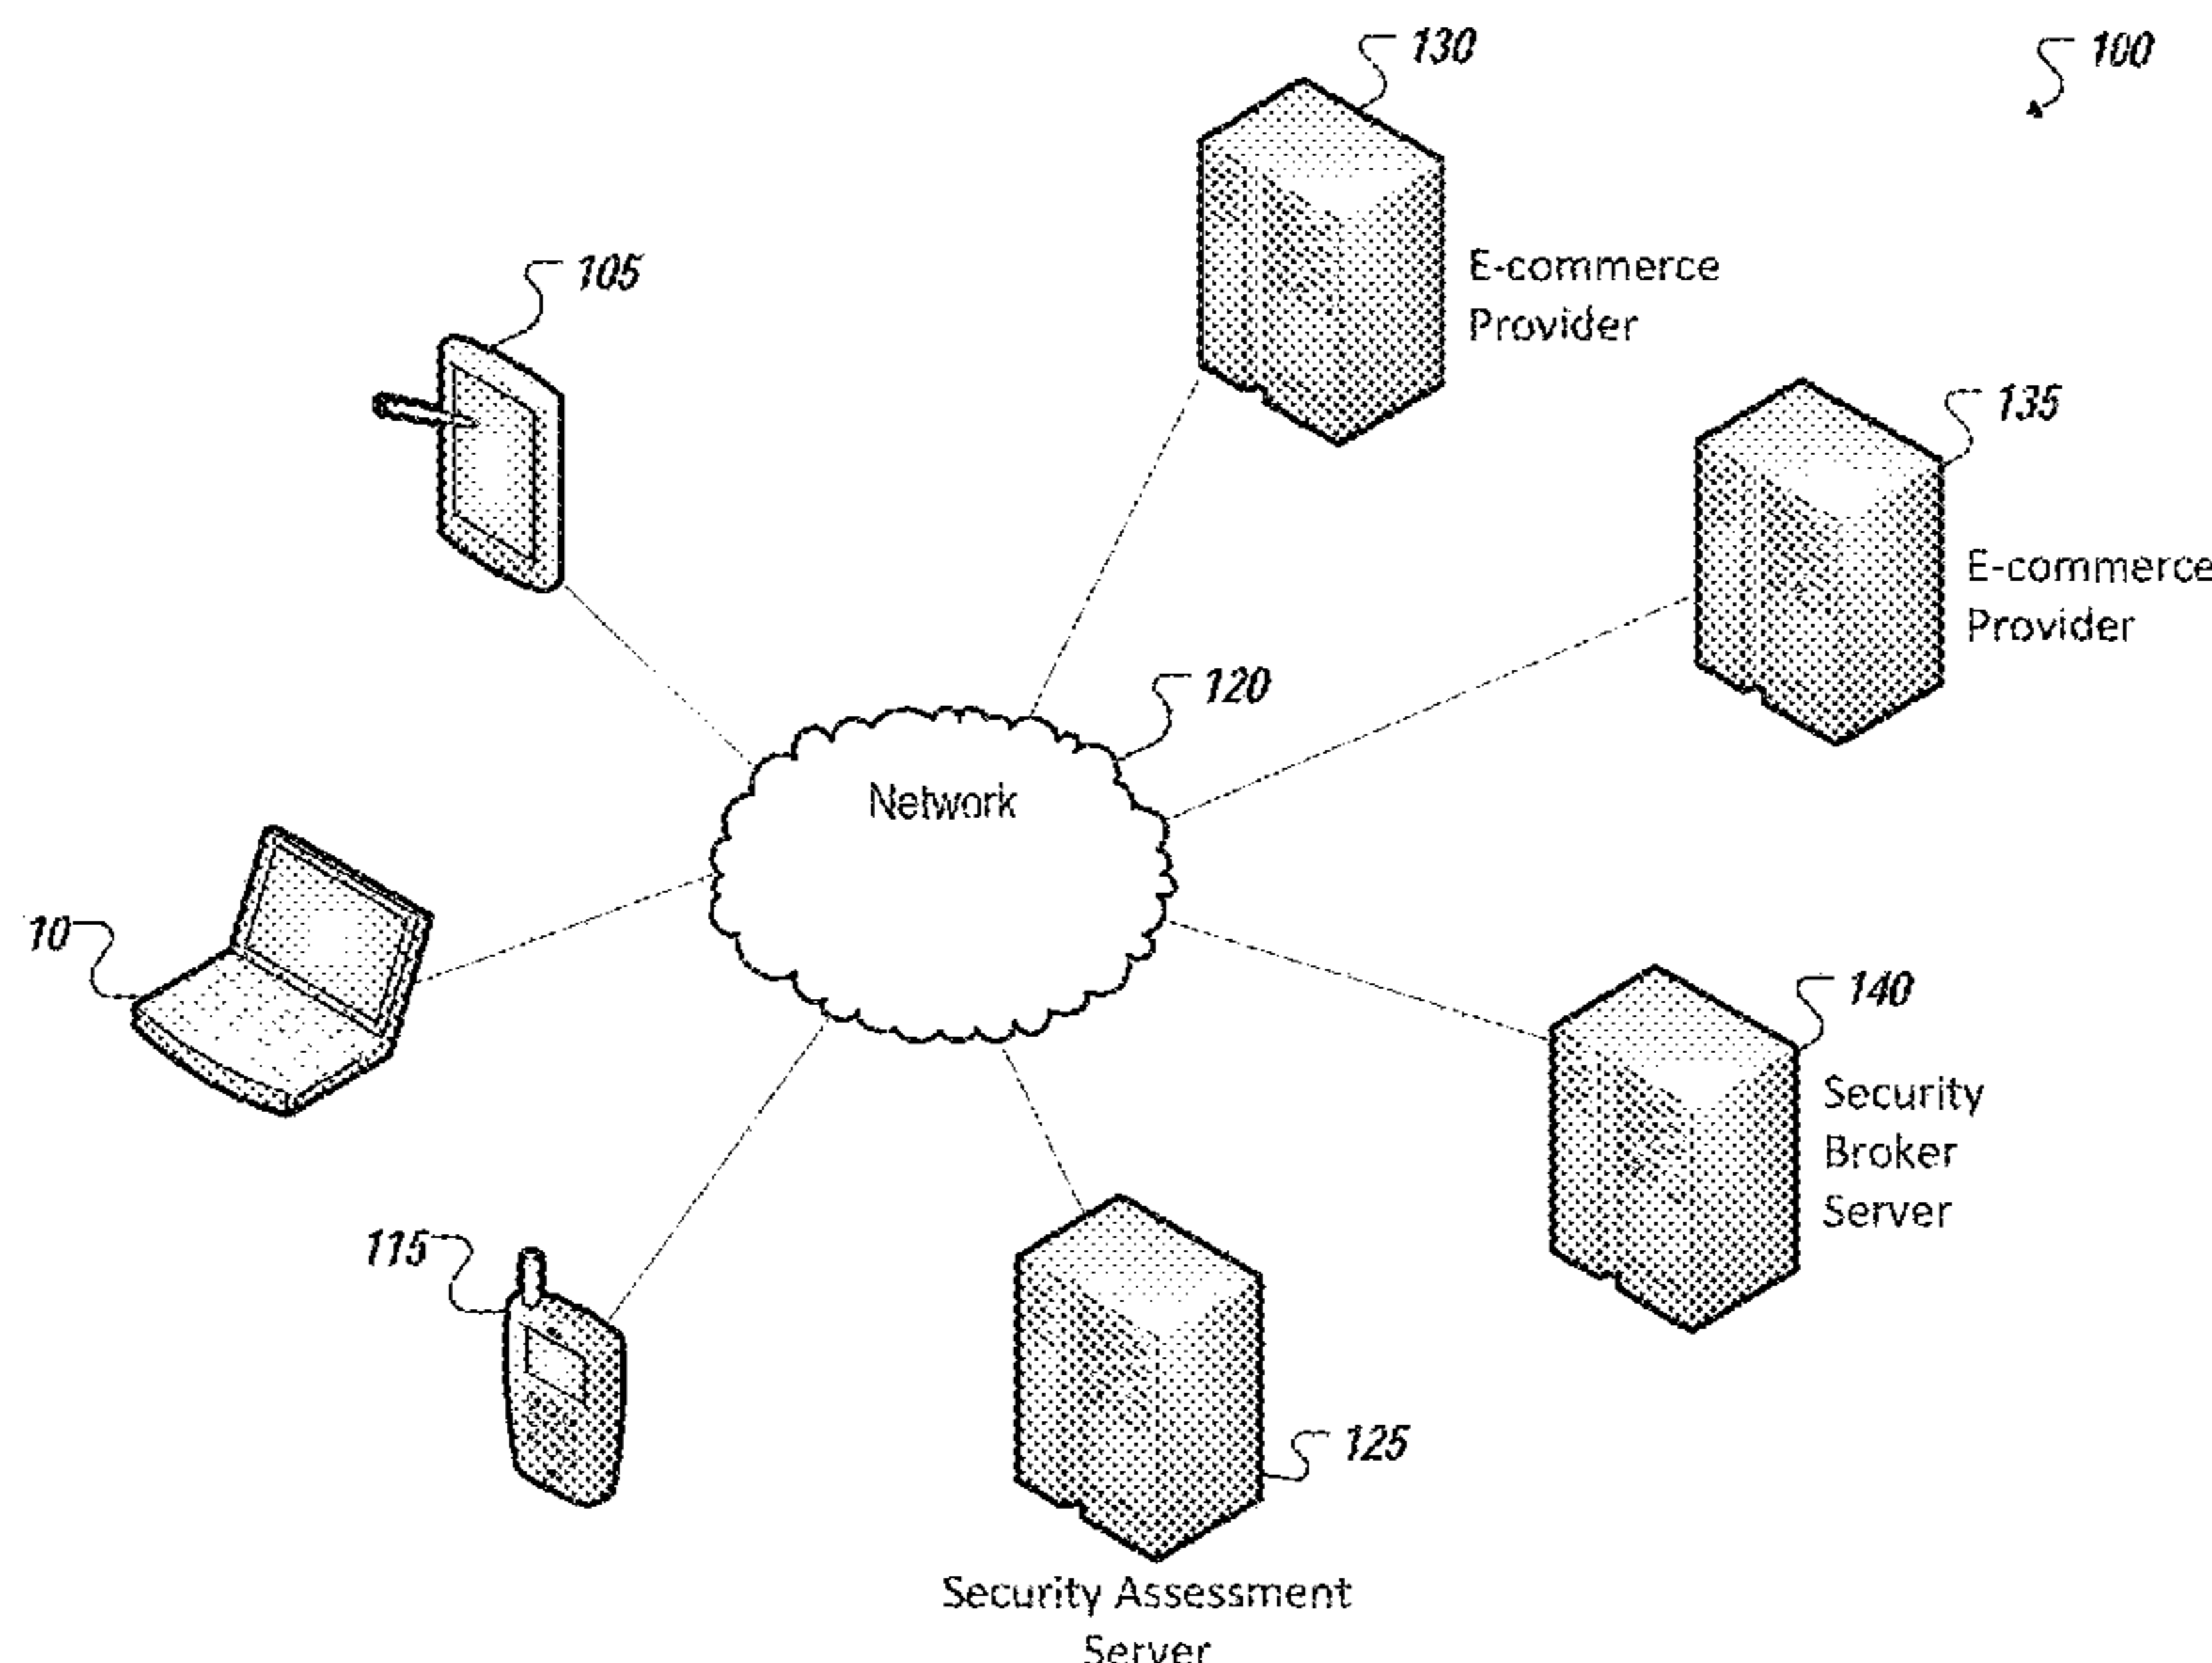 130
100
105
E-commerce
Provider
135
E-commerce
Provider
120
Network
10
140
Security
Broker
Server
115
125
Security Assessment
Server